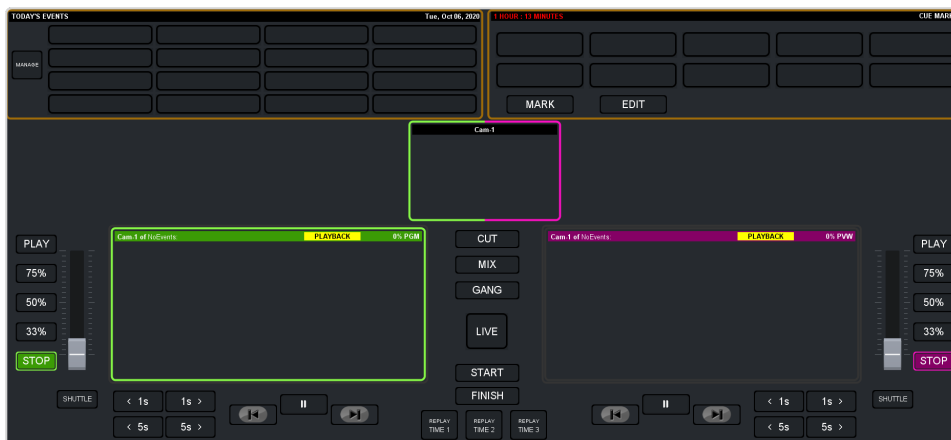 TODAY'S EVENTS
Tue, Oct 06, 2020
1 HOUR : 13 MINUTES
CUE MARK
MANAGE
MARK
EDIT
Cam-1
PLAY
75%
50%
33%
STOP
SHUTTLE
Cam-1 of NoEvents:
PLAYBACK
0% PGM
< 1s
1s >
< 5s
5s >
CUT
MIX
GANG
LIVE
START
FINISH
REPLAY
TIME 1
REPLAY
TIME 2
REPLAY
TIME 3
Cam-1 of NoEvents:
PLAYBACK
0% PVW
< 1s
1s >
< 5s
5s >
PLAY
75%
50%
33%
STOP
SHUTTLE